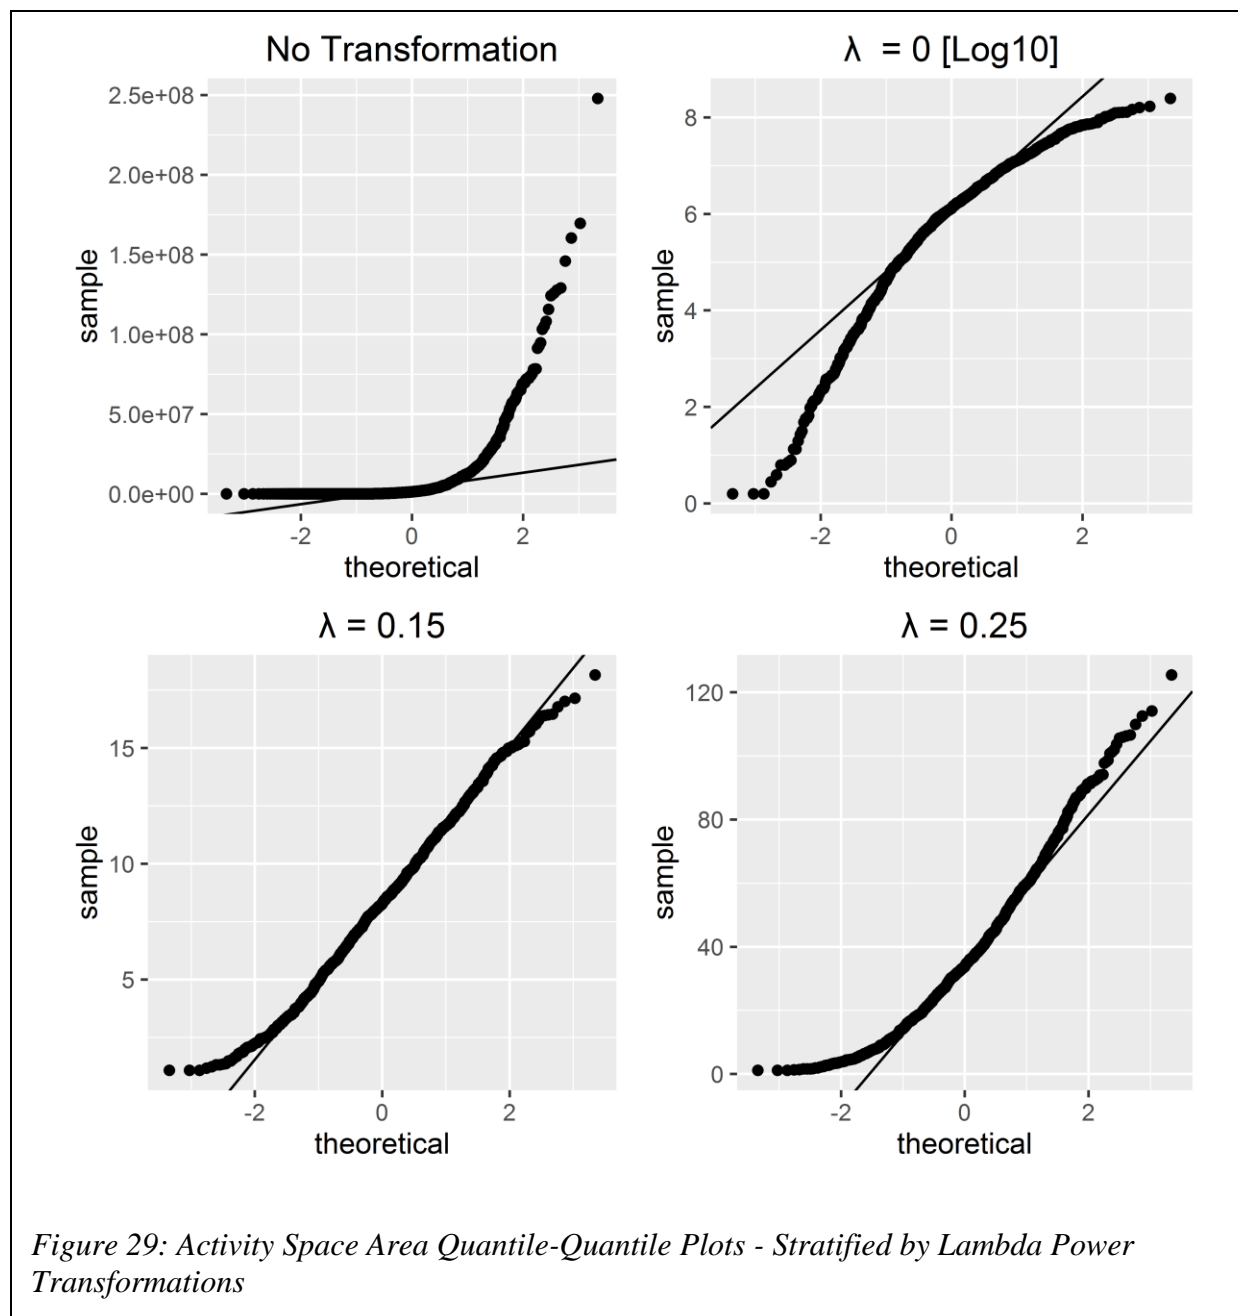 No Transformation
2.5e+08
2.0e+08
1.5e+08
1.0e+08
5.0e+07
0.0e+00
sample
-2 0 2
theoretical
λ = 0 [Log10]
8
6
4
2
0
sample
-2 0 2
theoretical
λ = 0.15
15
10
5
sample
-2 0 2
theoretical
λ = 0.25
120
80
40
0
sample
-2 0 2
theoretical
Figure 29: Activity Space Area Quantile-Quantile Plots - Stratified by Lambda Power
Transformations